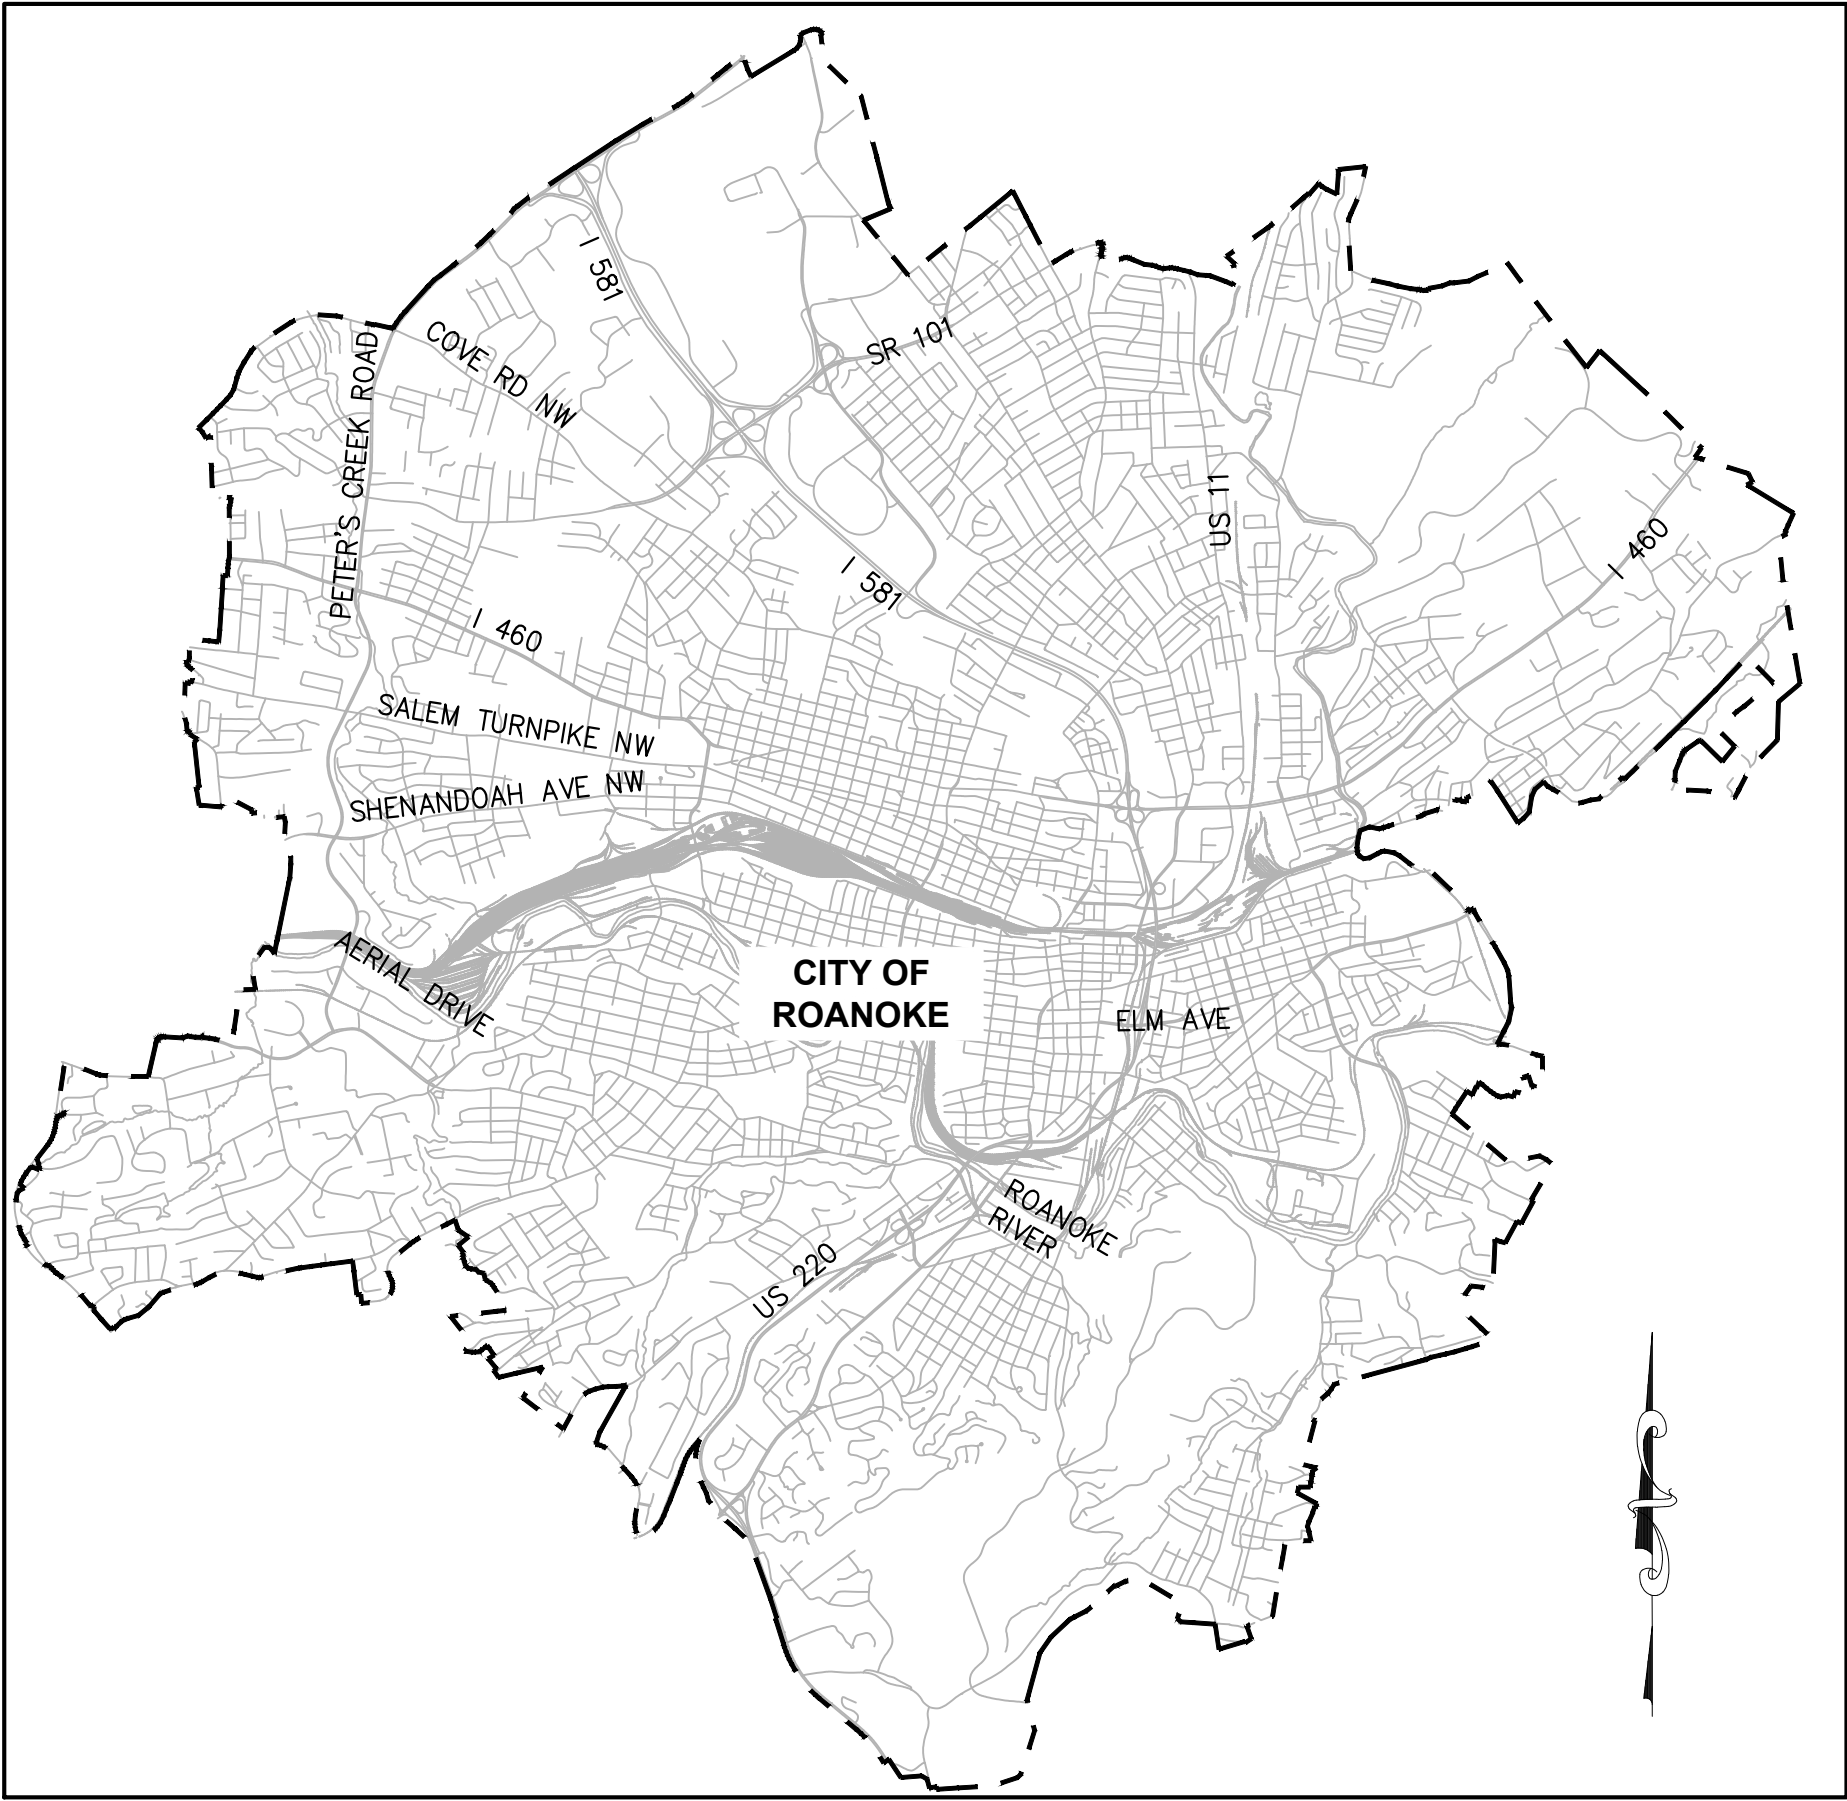 I 581
COVE RD NW
PETER'S CREEK ROAD
SR 101
US 11
I 460
I 581
I 460
SALEM TURNPIKE NW
SHENANDOAH AVE NW
AERIAL DRIVE
CITY OF
ROANOKE
ELM AVE
ROANOKE
RIVER
US 220